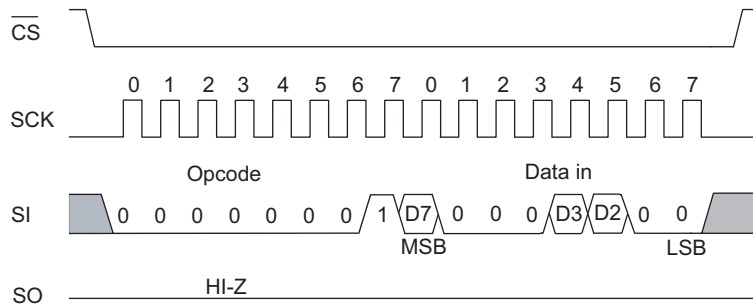 CS
0 1 2 3 4 5 6 7 0 1 2 3 4 5 6 7
SCK
Opcode Data in
SI 0 0 0 0 0 0 0 1 D7 0 0 0 D3 D2 0 0
MSB LSB
HI-Z
SO